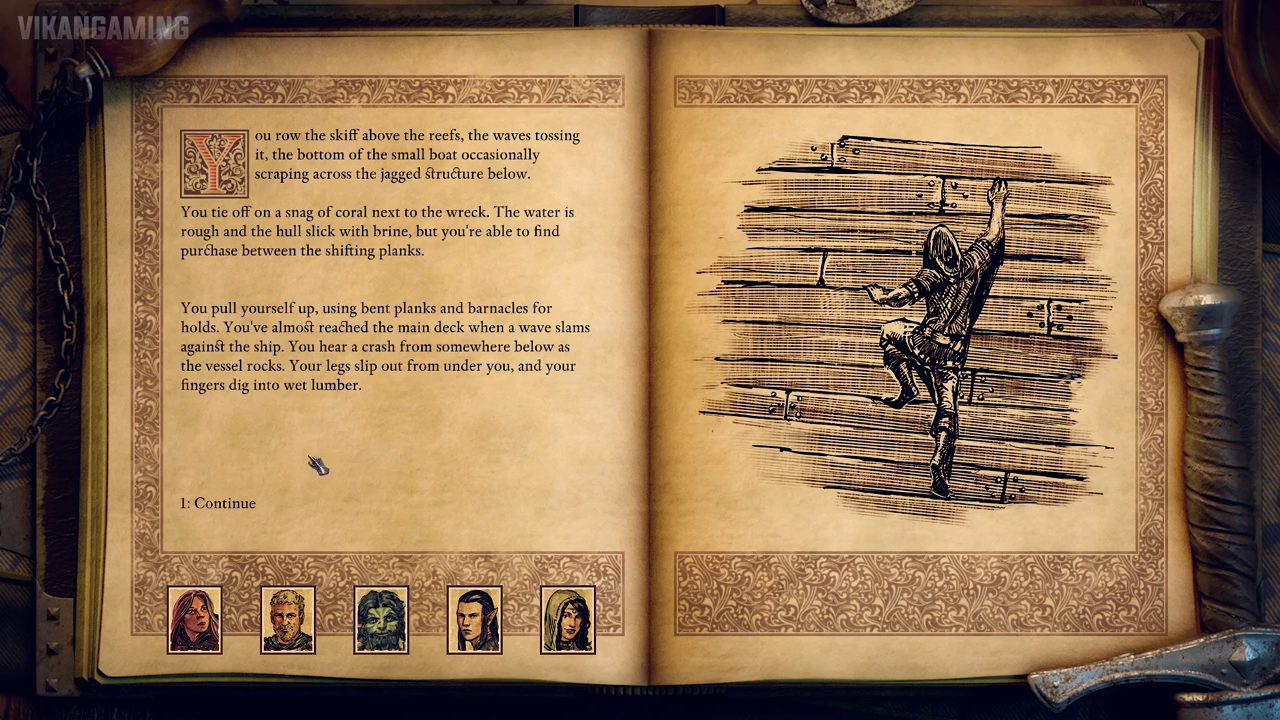 VIKANGAMING
You row the skiff above the reefs, the waves tossing
it, the bottom of the small boat occasionally
scraping across the jagged structure below.
You tie off on a snag of coral next to the wreck. The water is
rough and the hull slick with brine, but you're able to find
purchase between the shifting planks.
You pull yourself up, using bent planks and barnacles for
holds. You've almost reached the main deck when a wave slams
against the ship. You hear a crash from somewhere below as
the vessel rocks. Your legs slip out from under you, and your
fingers dig into wet lumber.
1: Continue